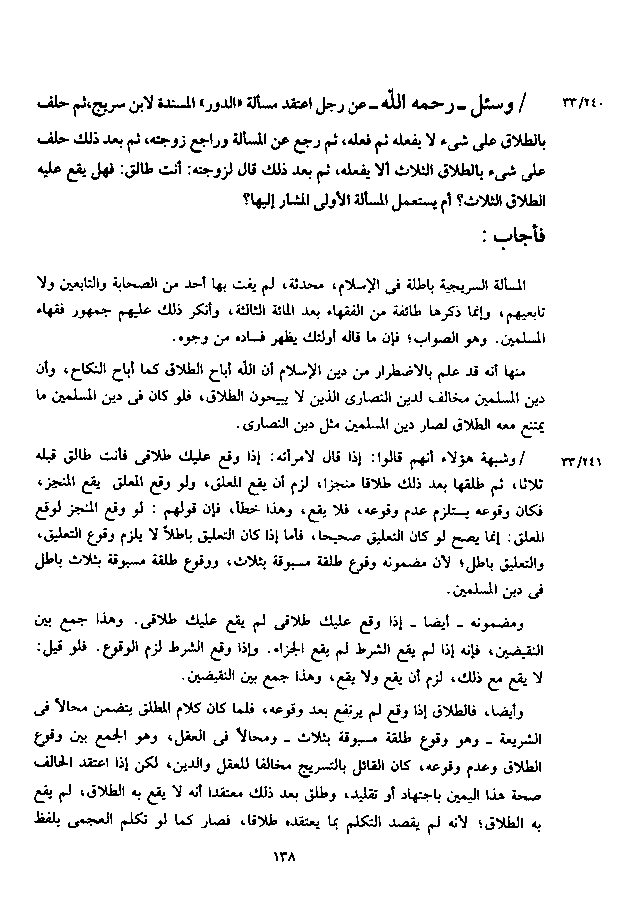 ٣٣/٢٤٠ / وسئل ـ رحمه الله ـ عن رجل اعتقد مسألة «الدور» المسندة لابن سريج، ثم حلف
بالطلاق على شىء لا يفعله ثم فعله، ثم رجع عن المسألة وراجع زوجته، ثم بعد ذلك حلف
على شىء بالطلاق الثلاث ألا يفعله، ثم بعد ذلك قال لزوجته: أنت طالق: فهل يقع عليه
الطلاق الثلاث؟ أم يستعمل المسألة الأولى المشار إليها؟
فأجاب :
المسألة السريجية باطلة فى الإسلام، محدثة، لم يفت بها أحد من الصحابة والتابعين ولا
تابعيهم، وإنما ذكرها طائفة من الفقهاء بعد المائة الثالثة، وأنكر ذلك عليهم جمهور فقهاء
المسلمين. وهو الصواب؛ فإن ما قاله أولئك يظهر فساده من وجوه.
منها أنه قد علم بالاضطرار من دين الإسلام أن الله أباح الطلاق كما أباح النكاح، وأن
دين المسلمين مخالف لدين النصارى الذين لا يبيحون الطلاق، فلو كان فى دين المسلمين ما
يمتنع معه الطلاق لصار دين المسلمين مثل دين النصارى.
٣٣/٢٤١ / وشبهة هؤلاء أنهم قالوا: إذا قال لامرأته: إذا وقع عليك طلاقى فأنت طالق قبله
ثلاثا، ثم طلقها بعد ذلك طلاقا منجزا، لزم أن يقع المعلق، ولو وقع المعلق لم يقع المنجز،
فكان وقوعه يستلزم عدم وقوعه، فلا يقع، وهذا خطأ، فإن قولهم : لو وقع المنجز لوقع
المعلق: إنما يصح لو كان التعليق صحيحا، فأما إذا كان التعليق باطلاً لا يلزم وقوع التعليق،
والتعليق باطل؛ لأن مضمونه وقوع طلقة مسبوقة بثلاث، ووقوع طلقة مسبوقة بثلاث باطل
فى دين المسلمين.
ومضمونه ـ أيضا ـ إذا وقع عليك طلاقى لم يقع عليك طلاقى. وهذا جمع بين
النقيضين، فإنه إذا لم يقع الشرط لم يقع الجزاء. وإذا وقع الشرط لزم الوقوع. فلو قيل:
لا يقع مع ذلك، لزم أن يقع ولا يقع، وهذا جمع بين النقيضين.
وأيضا، فالطلاق إذا وقع لم يرتفع بعد وقوعه، فلما كان كلام المطلق يتضمن محالاً فى
الشريعة ـ وهو وقوع طلقة مسبوقة بثلاث ـ ومحالاً فى العقل، وهو الجمع بين وقوع
الطلاق وعدم وقوعه، كان القائل بالتسريج مخالفا للعقل والدين، لكن إذا اعتقد الحالف
صحة هذا اليمين باجتهاد أو تقليد، وطلق بعد ذلك معتقدا أنه لا يقع به الطلاق، لم يقع
به الطلاق؛ لأنه لم يقصد التكلم بما يعتقده طلاقا، فصار كما لو تكلم العجمى بلفظ
١٣٨